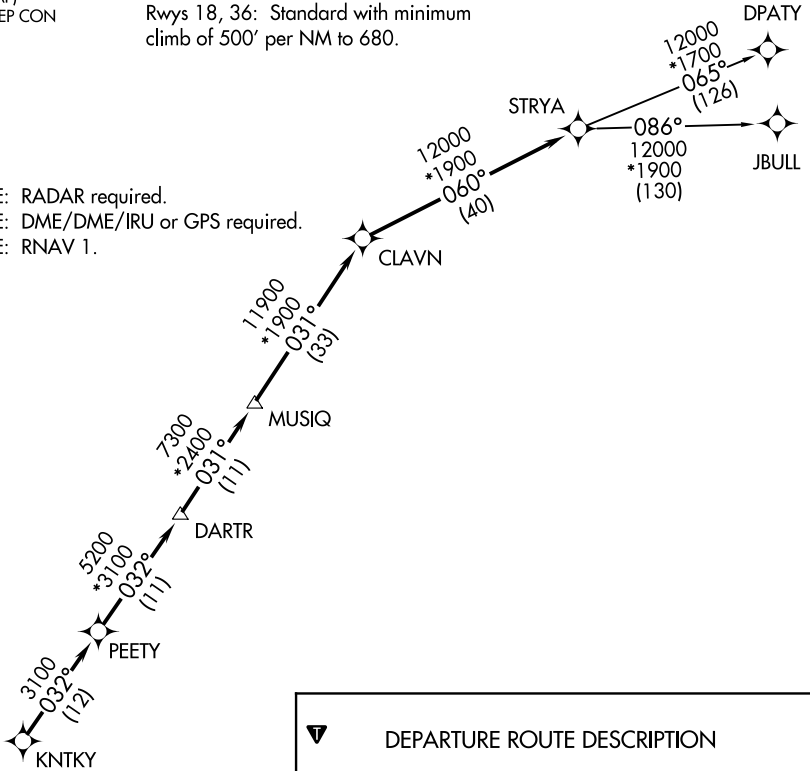 EP CON
Rwys 18, 36: Standard with minimum
climb of 500' per NM to 680.
DPATY
12000
*1700
065°
(126)
STRYA
086°
12000
*1900
(130)
JBULL
12000
*1900
060°
(40)
E: RADAR required.
E: DME/DME/IRU or GPS required.
E: RNAV 1.
CLAVN
11900
*1900
031°
(33)
MUSIQ
7300
*2400
031°
(11)
DARTR
5200
*3100
032°
(11)
PEETY
3100
032°
(12)
KNTKY
T
DEPARTURE ROUTE DESCRIPTION